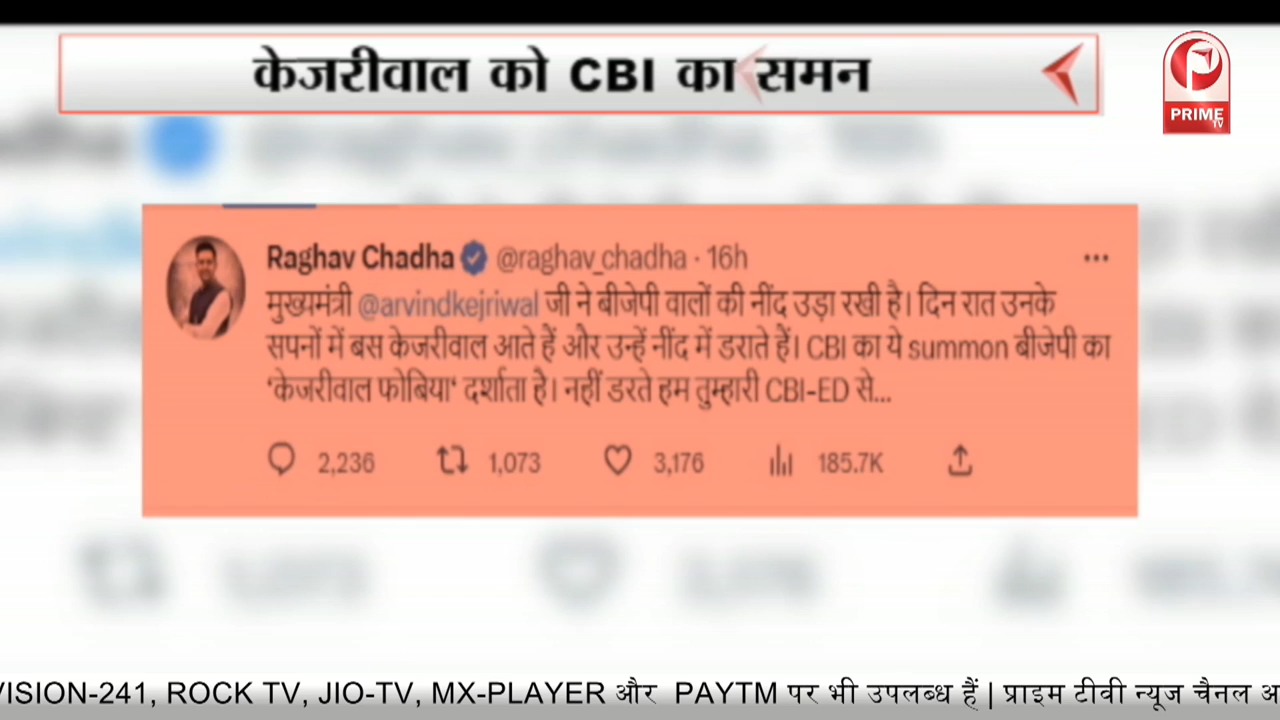 केजरीवाल को CBI का समन
PRIME
TV
Raghav Chadha @raghav_chadha · 16h
मुख्यमंत्री @arvindkejriwal जी ने बीजेपी वालों की नींद उड़ा रखी है। दिन रात उनके
सपनों में बस केजरीवाल आते हैं और उन्हें नींद में डराते हैं। CBI का ये summon बीजेपी का
‘केजरीवाल फोबिया‘ दर्शाता है। नहीं डरते हम तुम्हारी CBI-ED से...
2,236 1,073 3,176 185.7K
VISION-241, ROCK TV, JIO-TV, MX-PLAYER और PAYTM पर भी उपलब्ध हैं | प्राइम टीवी न्यूज चैनल अ